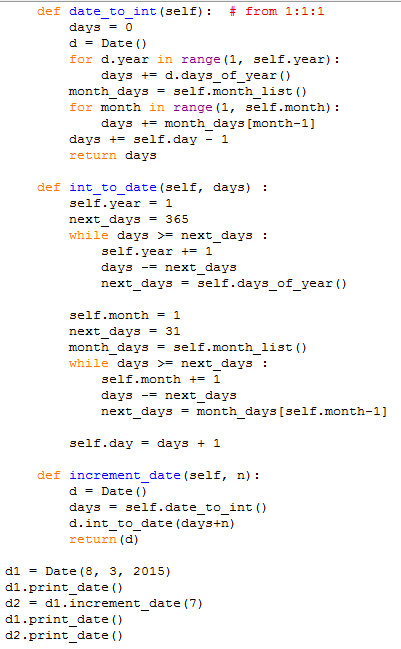 def date_to_int(self):  # from 1:1:1
        days = 0
        d = Date()
        for d.year in range(1, self.year):
            days += d.days_of_year()
        month_days = self.month_list()
        for month in range(1, self.month):
            days += month_days[month-1]
        days += self.day - 1
        return days

    def int_to_date(self, days) :
        self.year = 1
        next_days = 365
        while days >= next_days :
            self.year += 1
            days -= next_days
            next_days = self.days_of_year()

        self.month = 1
        next_days = 31
        month_days = self.month_list()
        while days >= next_days :
            self.month += 1
            days -= next_days
            next_days = month_days[self.month-1]

        self.day = days + 1

    def increment_date(self, n):
        d = Date()
        days = self.date_to_int()
        d.int_to_date(days+n)
        return(d)

d1 = Date(8, 3, 2015)
d1.print_date()
d2 = d1.increment_date(7)
d1.print_date()
d2.print_date()